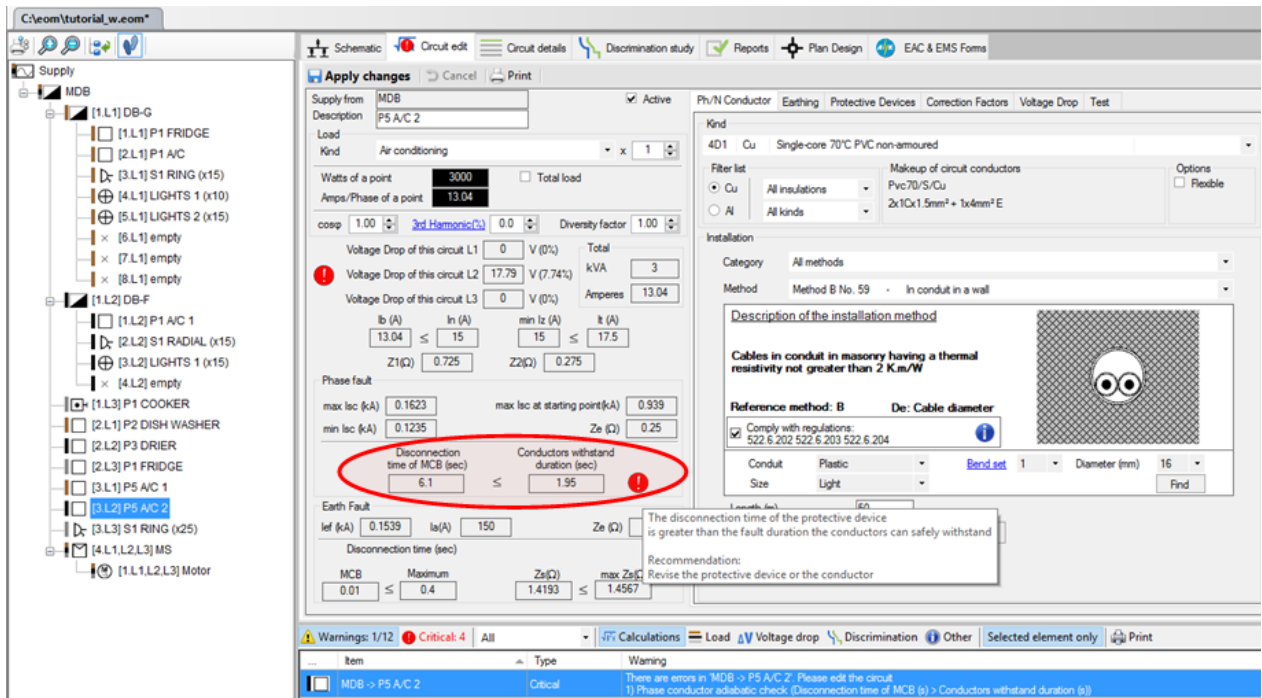 C:\eom\tutorial_w.eom*
Schematic Circuit edit Circuit details Discrimination study Reports Plan Design EAC & EMS Forms
Apply changes Cancel Print
Supply
MDB
[1.L1] DB-G
[1.L1] P1 FRIDGE
[2.L1] P1 A/C
[3.L1] S1 RING (x15)
[4.L1] LIGHTS 1 (x10)
[5.L1] LIGHTS 2 (x15)
[6.L1] empty
[7.L1] empty
[8.L1] empty
[1.L2] DB-F
[1.L2] P1 A/C 1
[2.L2] S1 RADIAL (x15)
[3.L2] LIGHTS 1 (x15)
[4.L2] empty
[1.L3] P1 COOKER
[2.L1] P2 DISH WASHER
[2.L2] P3 DRIER
[2.L3] P1 FRIDGE
[3.L1] P5 A/C 1
[3.L2] P5 A/C 2
[3.L3] S1 RING (x25)
[4.L1,L2,L3] MS
[1.L1,L2,L3] Motor
Supply from MDB Active
Description P5 A/C 2
Load
Kind Air conditioning x 1
Watts of a point 3000 Total load
Amps/Phase of a point 13.04
cosφ 1.00 3rd Harmonic(%) 0.0 Diversity factor 1.00
Voltage Drop of this circuit L1 0 V (0%) Total
Voltage Drop of this circuit L2 17.79 V (7.74%) kVA 3
Voltage Drop of this circuit L3 0 V (0%) Amperes 13.04
Ib (A) In (A) min Iz (A) It (A)
13.04 ≤ 15 15 ≤ 17.5
Z1(Ω) 0.725 Z2(Ω) 0.275
Phase fault
max Isc (kA) 0.1623 max Isc at starting point(kA) 0.939
min Isc (kA) 0.1235 Ze (Ω) 0.25
Disconnection Conductors withstand
time of MCB (sec) duration (sec)
6.1 ≤ 1.95
Earth Fault
Ief (kA) 0.1539 Ia(A) 150 Ze (Ω)
Disconnection time (sec)
MCB Maximum Zs(Ω) max Zs(
0.01 ≤ 0.4 1.4193 ≤ 1.4567
Ph/N Conductor Earthing Protective Devices Correction Factors Voltage Drop Test
Kind
4D1 Cu Single-core 70°C PVC non-armoured
Filter list Makeup of circuit conductors Options
Cu All insulations Pvc70/S/Cu Flexible
Al All kinds 2x1Cx1.5mm² + 1x4mm² E
Installation
Category All methods
Method Method B No. 59 - In conduit in a wall
Description of the installation method
Cables in conduit in masonry having a thermal
resistivity not greater than 2 K.m/W
Reference method: B De: Cable diameter
Comply with regulations:
522.6.202 522.6.203 522.6.204
Conduit Plastic Bend set 1 Diameter (mm) 16
Size Light Find
Length (m) 50
The disconnection time of the protective device
is greater than the fault duration the conductors can safely withstand
Recommendation:
Revise the protective device or the conductor
Warnings: 1/12 Critical: 4 All Calculations Load ΔV Voltage drop Discrimination Other Selected element only Print
... Item Type Warning
MDB -> P5 A/C 2 Critical There are errors in 'MDB -> P5 A/C 2'. Please edit the circuit
1) Phase conductor adiabatic check (Disconnection time of MCB (s) > Conductors withstand duration (s))